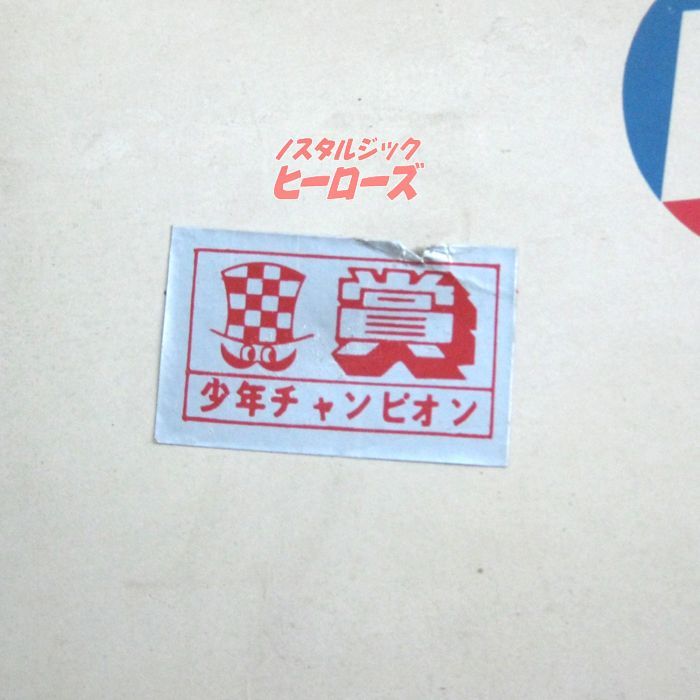 ノスタルジック
ヒーローズ
賞
少年チャンピオン